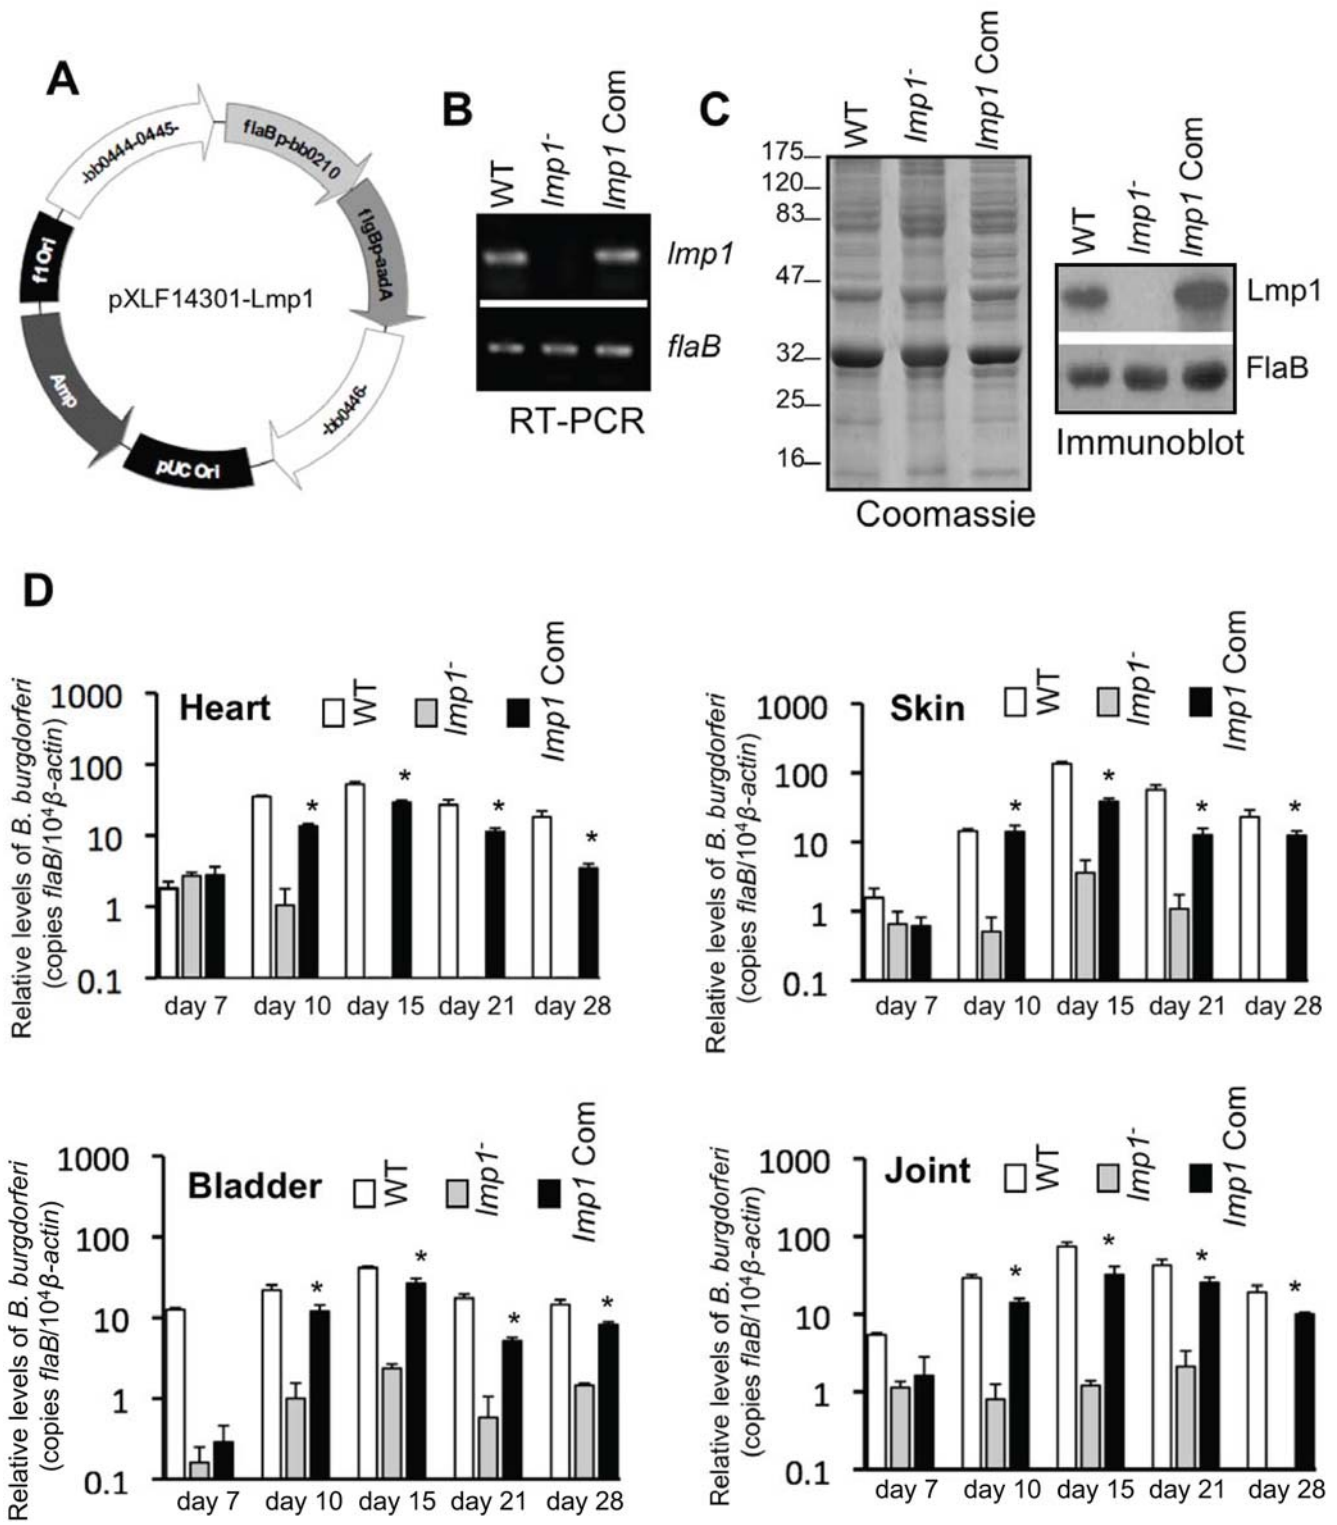 A
-bb0444-0445-
flaBp-bb0210
flgBp-aadA
-bb0446-
pUC Ori
Amp
f1Ori
pXLF14301-Lmp1
B
WT
lmp1-
lmp1 Com
lmp1
flaB
RT-PCR
C
WT
lmp1-
lmp1 Com
175
120
83
47
32
25
16
Coomassie
WT
lmp1-
lmp1 Com
Lmp1
FlaB
Immunoblot
D
Relative levels of B. burgdorferi
(copies flaB/10⁴β-actin)
1000
100
10
1
0.1
Heart
WT
lmp1-
lmp1 Com
*
*
*
*
day 7
day 10
day 15
day 21
day 28
Relative levels of B. burgdorferi
(copies flaB/10⁴β-actin)
1000
100
10
1
0.1
Skin
WT
lmp1-
lmp1 Com
*
*
*
*
day 7
day 10
day 15
day 21
day 28
Relative levels of B. burgdorferi
(copies flaB/10⁴β-actin)
1000
100
10
1
0.1
Bladder
WT
lmp1-
lmp1 Com
*
*
*
*
day 7
day 10
day 15
day 21
day 28
Relative levels of B. burgdorferi
(copies flaB/10⁴β-actin)
1000
100
10
1
0.1
Joint
WT
lmp1-
lmp1 Com
*
*
*
*
day 7
day 10
day 15
day 21
day 28